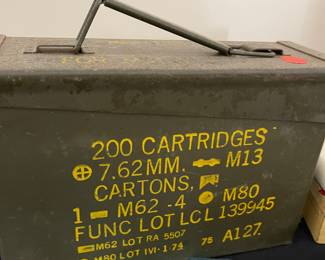 200 CARTRIDGES
7.62MM. M13
CARTONS,
1 - M62 -4 M80
FUNC LOT LCL 139945
M62 LOT RA 5507
M80 LOT IVI-1-74 75 A127.